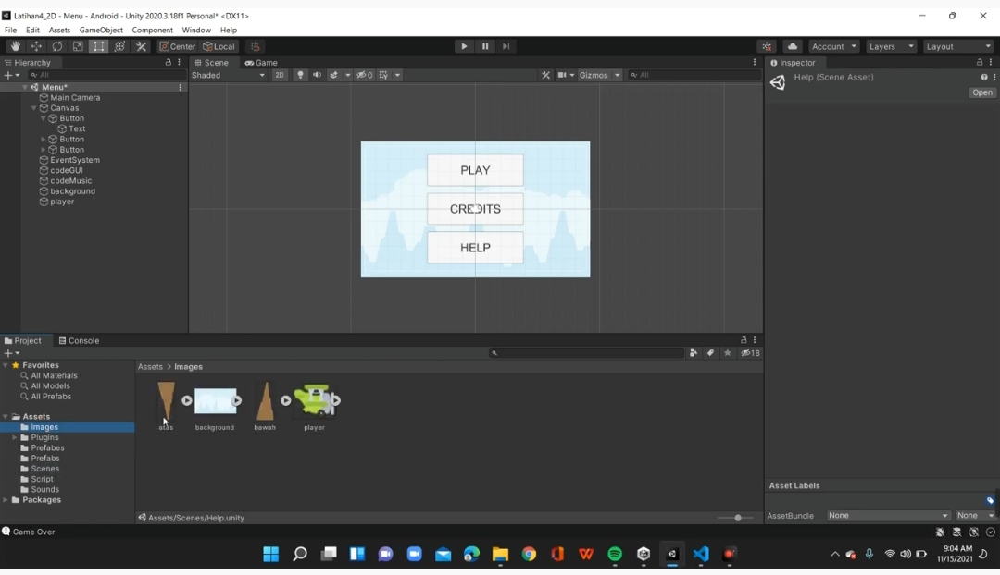 Latihan4_2D - Menu - Android - Unity 2020.3.18f1 Personal* <DX11>
File Edit Assets GameObject Component Window Help
Center Local Account Layers Layout
Hierarchy
All
Menu*
Main Camera
Canvas
Button
Text
Button
Button
EventSystem
codeGUI
codeMusic
background
player
Scene Game
Shaded 2D 0 Gizmos All
PLAY
CREDITS
HELP
Inspector
Help (Scene Asset)
Open
Project Console
18
Favorites
All Materials
All Models
All Prefabs
Assets
Images
Plugins
Prefabes
Prefabs
Scenes
Script
Sounds
Packages
Assets > Images
atas background bawah player
Assets/Scenes/Help.unity
Asset Labels
AssetBundle None None
Game Over
9:04 AM
11/15/2021